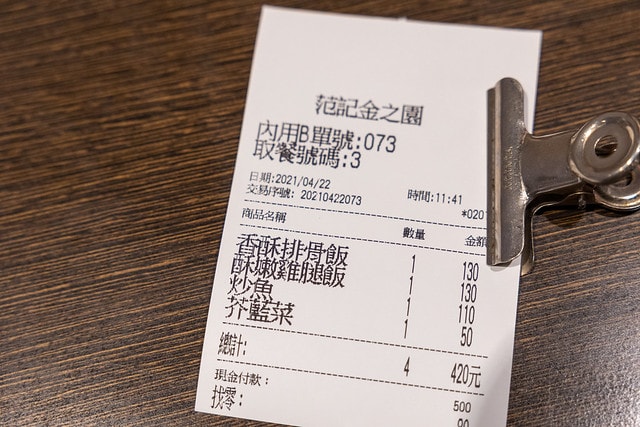 范記金之園
內用B單號:073
取餐號碼:3
日期:2021/04/22 時間:11:41
交易序號: 20210422073 *020
商品名稱 數量 金額
香酥排骨飯 1 130
酥嫩雞腿飯 1 130
炒魚 1 110
芥藍菜 1 50
總計: 4 420元
現金付款: 500
找零: